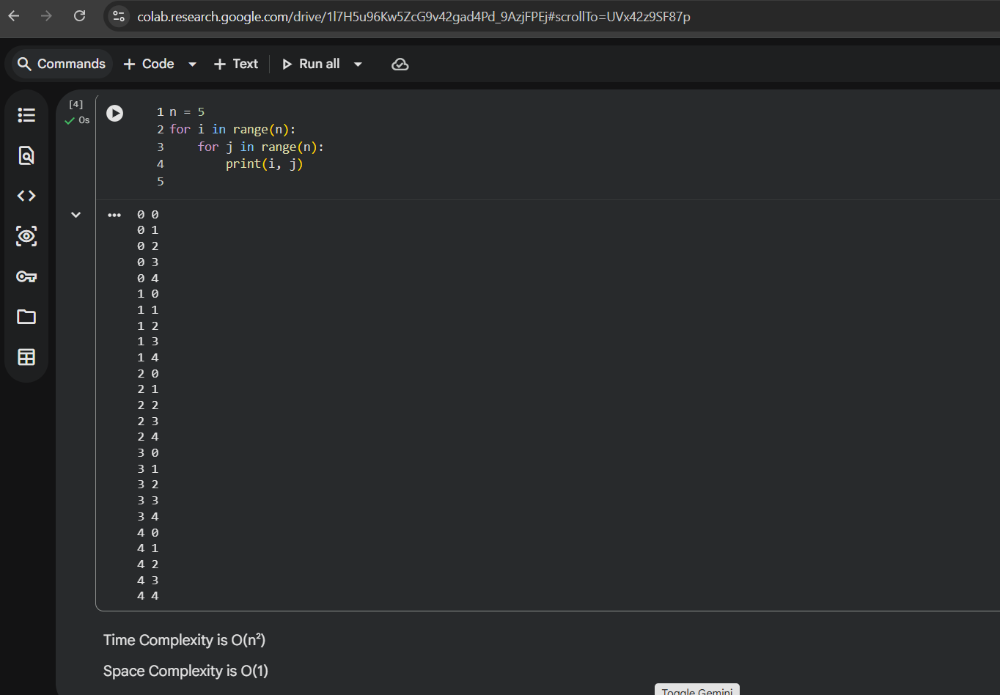 colab.research.google.com/drive/1l7H5u96Kw5ZcG9v42gad4Pd_9AzjFPEj#scrollTo=UVx42z9SF87p
Commands + Code + Text Run all
[4]
0s
1 n = 5
2 for i in range(n):
3     for j in range(n):
4         print(i, j)
5
0 0
0 1
0 2
0 3
0 4
1 0
1 1
1 2
1 3
1 4
2 0
2 1
2 2
2 3
2 4
3 0
3 1
3 2
3 3
3 4
4 0
4 1
4 2
4 3
4 4
Time Complexity is O(n²)
Space Complexity is O(1)
Toggle Gemini